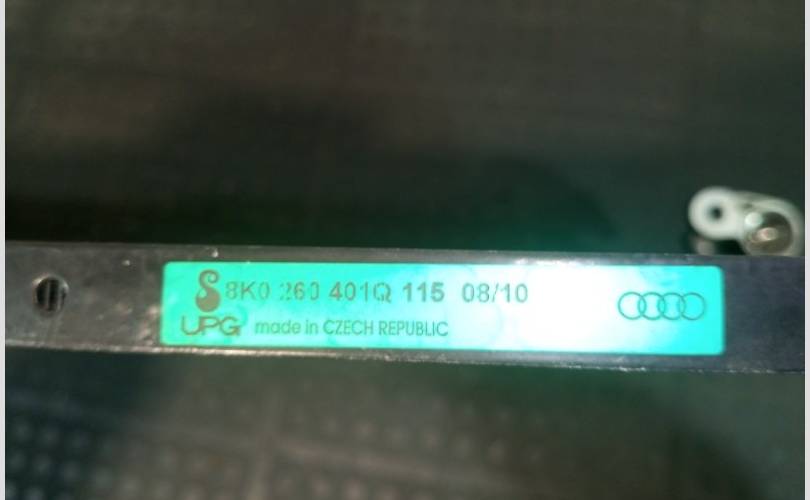 8K0 260 401Q 115 08/10
UPG made in CZECH REPUBLIC